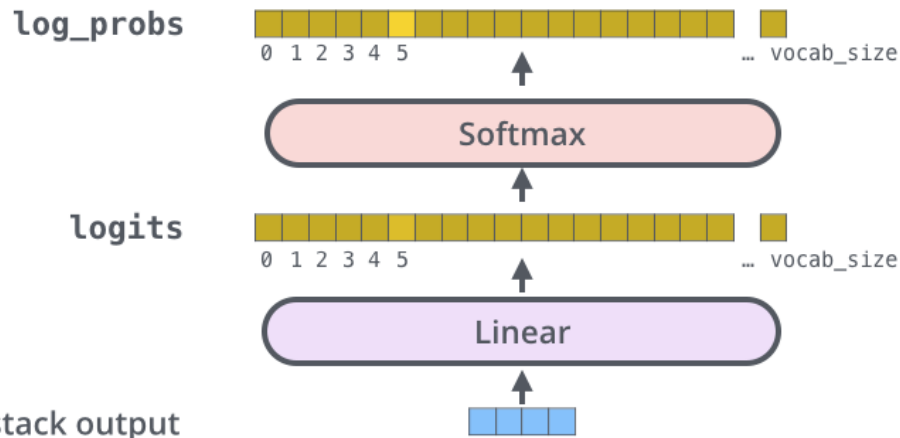 log_probs
0 1 2 3 4 5 … vocab_size
Softmax
logits
0 1 2 3 4 5 … vocab_size
Linear
stack output